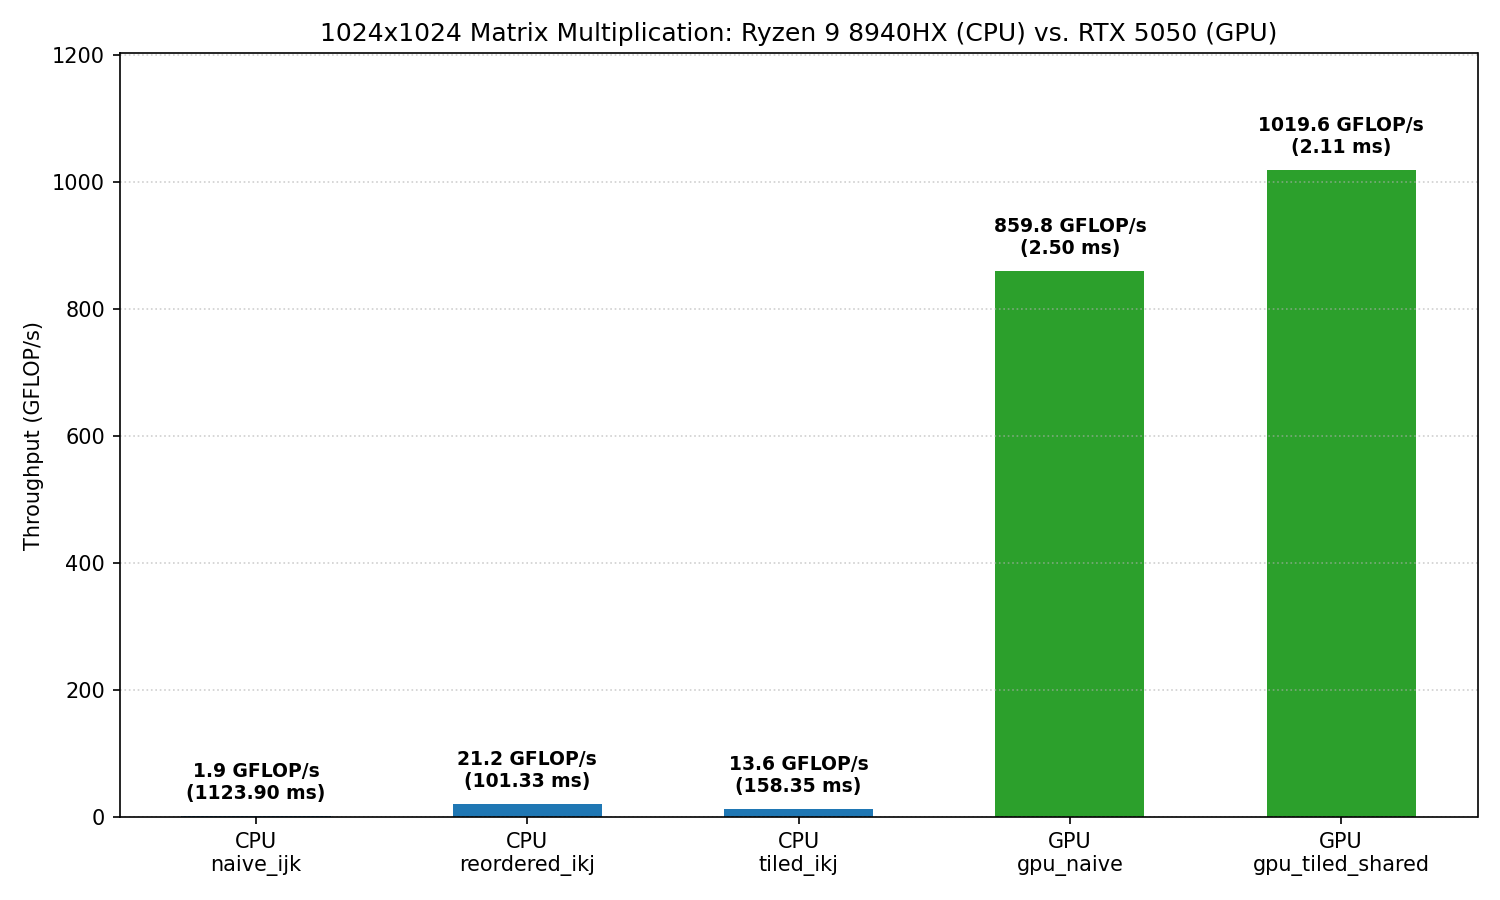 1024x1024 Matrix Multiplication: Ryzen 9 8940HX (CPU) vs. RTX 5050 (GPU)
Throughput (GFLOP/s)
1200
1000
800
600
400
200
0
1.9 GFLOP/s
(1123.90 ms)
21.2 GFLOP/s
(101.33 ms)
13.6 GFLOP/s
(158.35 ms)
859.8 GFLOP/s
(2.50 ms)
1019.6 GFLOP/s
(2.11 ms)
CPU
naive_ijk
CPU
reordered_ikj
CPU
tiled_ikj
GPU
gpu_naive
GPU
gpu_tiled_shared